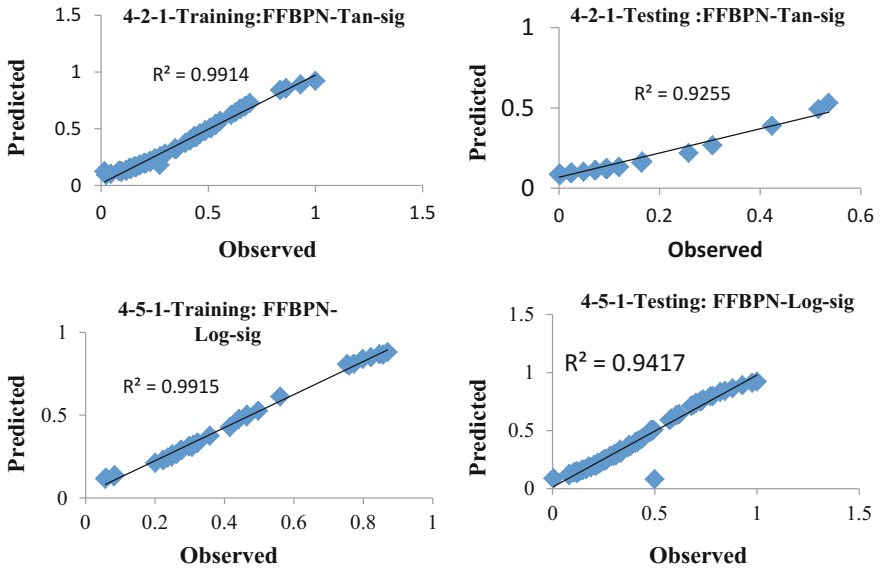 4-2-1-Training:FFBPN-Tan-sig
R² = 0.9914
Predicted
1.5
1
0.5
0
0
0.5
1
1.5
Observed
4-2-1-Testing :FFBPN-Tan-sig
R² = 0.9255
Predicted
1
0.5
0
0
0.2
0.4
0.6
Observed
4-5-1-Training: FFBPN-
Log-sig
R² = 0.9915
Predicted
1
0.5
0
0
0.2
0.4
0.6
0.8
1
Observed
4-5-1-Testing: FFBPN-Log-sig
R² = 0.9417
Predicted
1.5
1
0.5
0
0
0.5
1
1.5
Observed